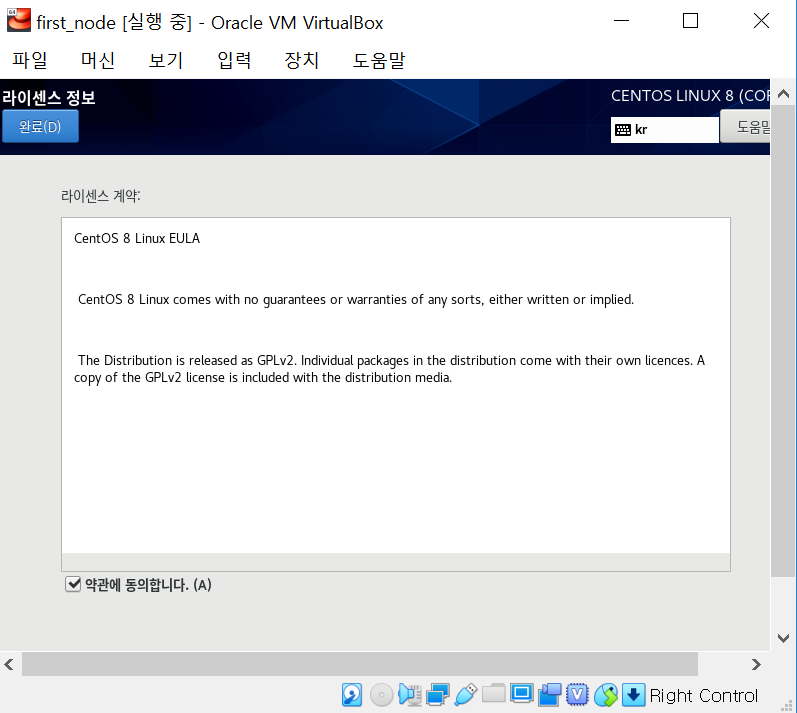 first_node [실행 중] - Oracle VM VirtualBox
파일 머신 보기 입력 장치 도움말
라이센스 정보
CENTOS LINUX 8 (COR
완료(D)
kr
도움말
라이센스 계약:
CentOS 8 Linux EULA
CentOS 8 Linux comes with no guarantees or warranties of any sorts, either written or implied.
The Distribution is released as GPLv2. Individual packages in the distribution come with their own licences. A
copy of the GPLv2 license is included with the distribution media.
약관에 동의합니다. (A)
Right Control